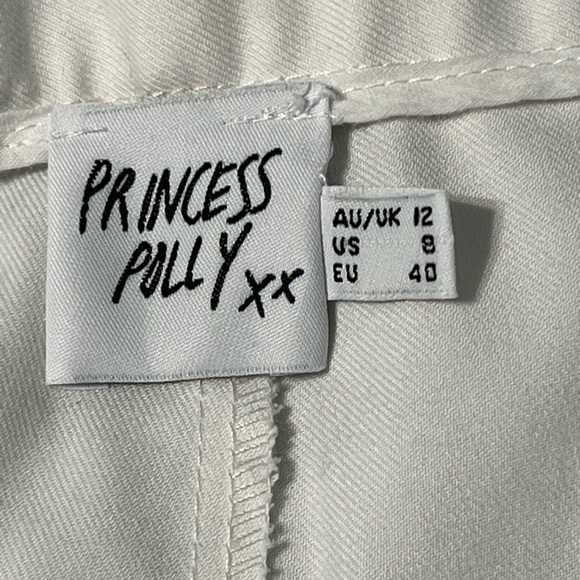 PRINCESS
POLLY xx
AU/UK 12
US 8
EU 40